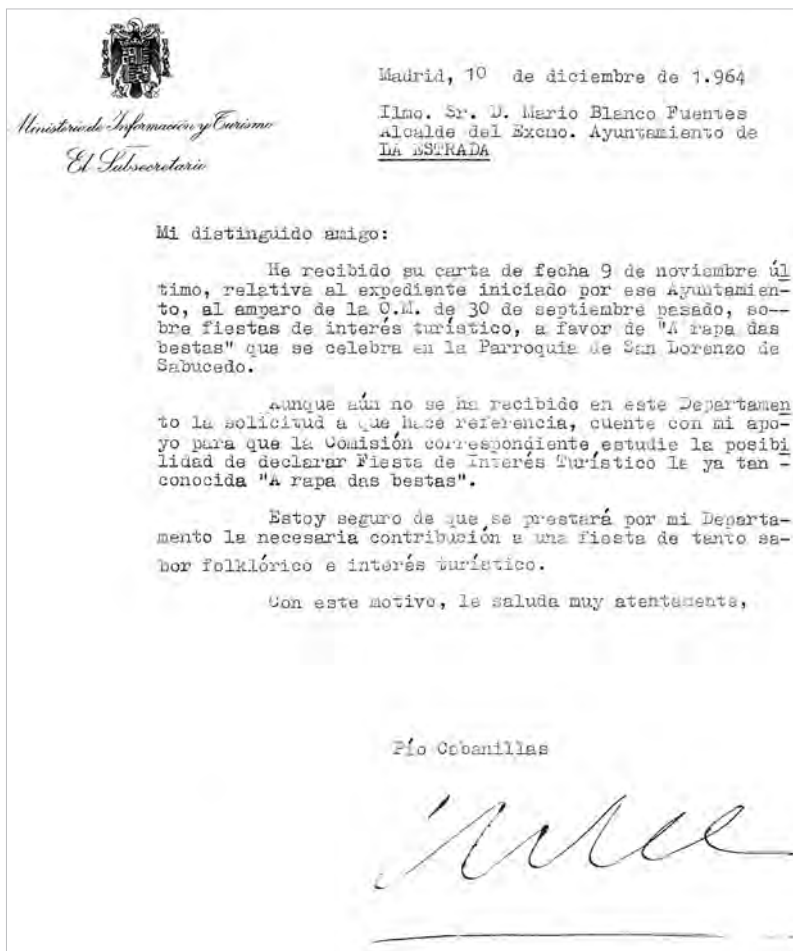 Ministerio de Información y Turismo
El Subsecretario
Madrid, 10 de diciembre de 1.964
Ilmo. Sr. D. Mario Blanco Fuentes
Alcalde del Excmo. Ayuntamiento de
LA ESTRADA
Mi distinguido amigo:
He recibido su carta de fecha 9 de noviembre úl
timo, relativa al expediente iniciado por ese Ayuntamien-
to, al amparo de la O.M. de 30 de septiembre pasado, so--
bre fiestas de interés turístico, a favor de "A rapa das
bestas" que se celebra en la Parroquia de San Lorenzo de
Sabucedo.
Aunque aún no se ha recibido en este Departamen
to la solicitud a que hace referencia, cuente con mi apo-
yo para que la Comisión correspondiente estudie la posibi
lidad de declarar Fiesta de Interés Turístico la ya tan -
conocida "A rapa das bestas".
Estoy seguro de que se prestará por mi Departa-
mento la necesaria contribución a una fiesta de tanto sa-
bor folklórico e interés turístico.
Con este motivo, le saluda muy atentamente,
Pío Cabanillas